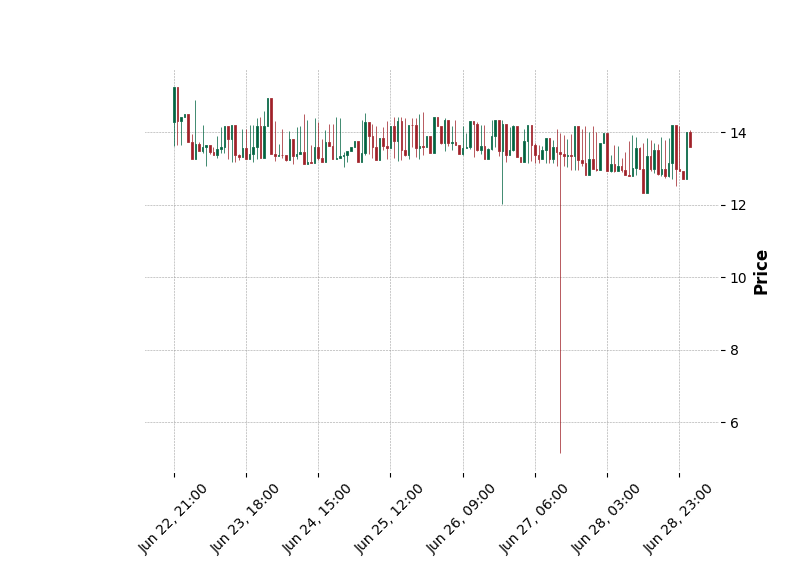 14
12
10
8
6
Price
Jun 22, 21:00
Jun 23, 18:00
Jun 24, 15:00
Jun 25, 12:00
Jun 26, 09:00
Jun 27, 06:00
Jun 28, 03:00
Jun 28, 23:00